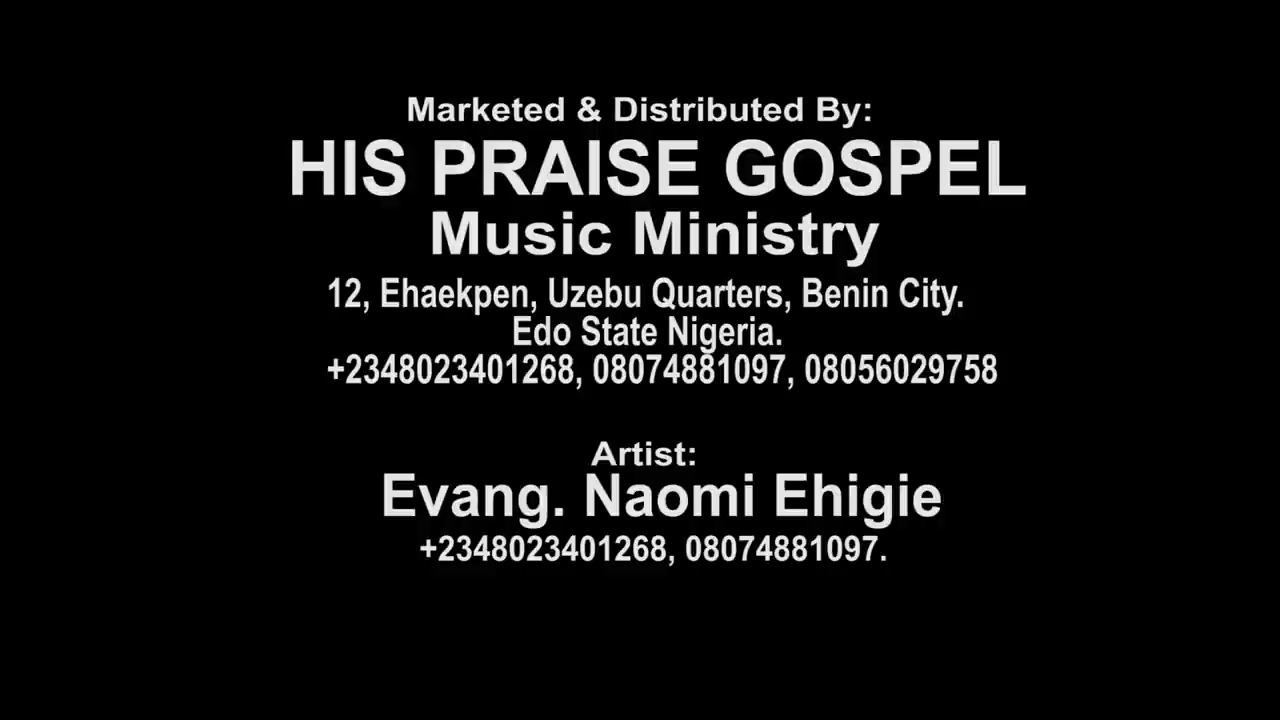 Marketed & Distributed By:
HIS PRAISE GOSPEL
Music Ministry
12, Ehaekpen, Uzebu Quarters, Benin City.
Edo State Nigeria.
+2348023401268, 08074881097, 08056029758
Artist:
Evang. Naomi Ehigie
+2348023401268, 08074881097.